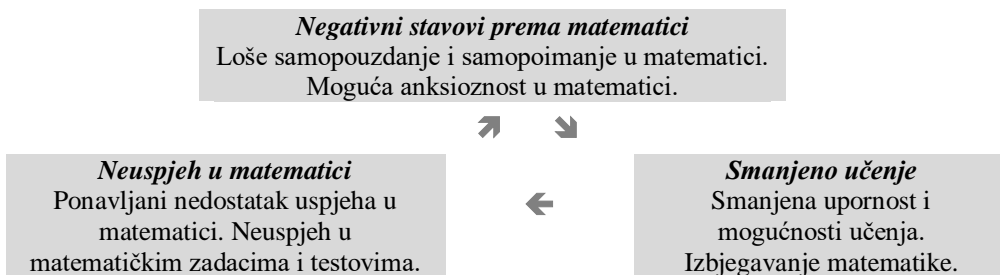 Negativni stavovi prema matematici
Loše samopouzdanje i samopoimanje u matematici.
Moguća anksioznost u matematici.
Neuspjeh u matematici
Ponavljani nedostatak uspjeha u
matematici. Neuspjeh u
matematičkim zadacima i testovima.
Smanjeno učenje
Smanjena upornost i
mogućnosti učenja.
Izbjegavanje matematike.